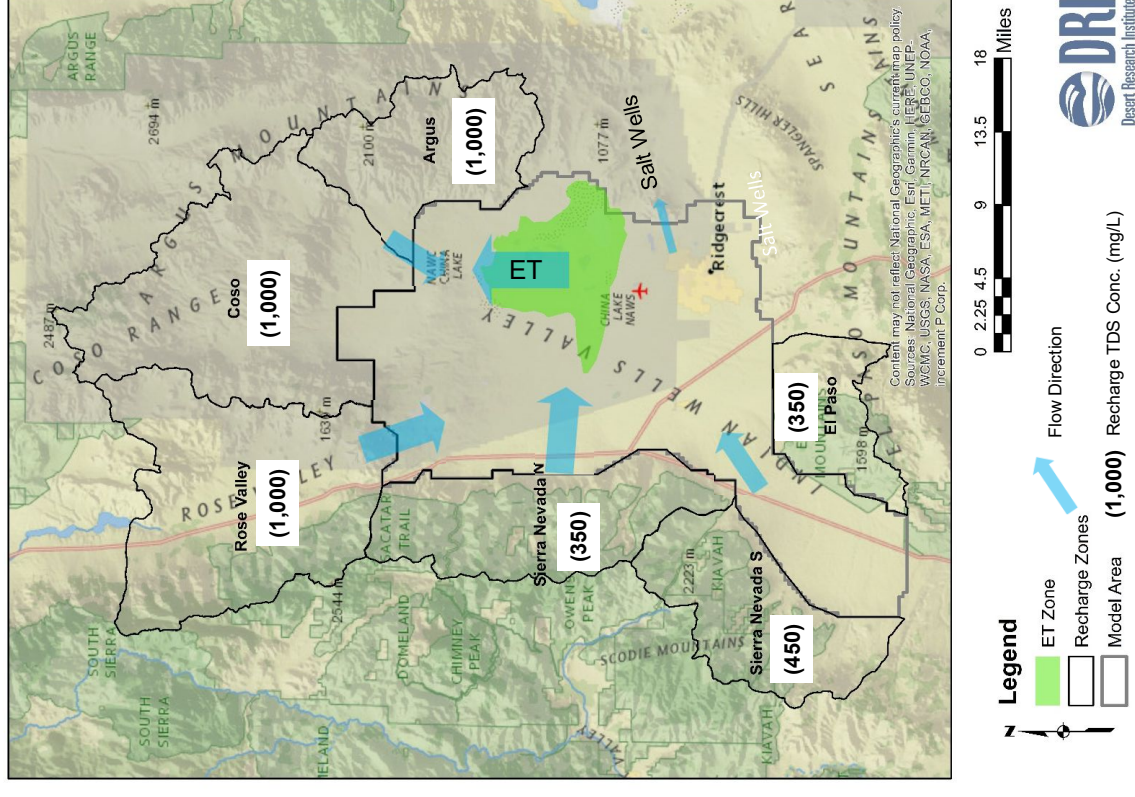 ARGUS
RANGE
2694 m
ARGUS MOUNTAIN
2487 m
COSO RANGE
Coso
(1,000)
2100 m
Argus
(1,000)
1077 m
Salt Wells
SPANGLER HILLS
Rose Valley
(1,000)
ROSE VALLEY
NAWC
CHINA
LAKE
ET
CHINA
LAKE
NAWS
INDIAN WELLS VALLEY
Ridgecrest
Salt Wells
SACATAR
TRAIL
2544 m
Sierra Nevada N
(350)
SOUTH
SIERRA
SOUTH
SIERRA
DOMELAND
CHIMNEY
PEAK
OWENS
PEAK
SCODIE MOUNTAINS
2223 m
KIAVAH
Sierra Nevada S
(450)
KIAVAH
(350)
El Paso
MOUNTAINS
1598 m
EL PASO MOUNTAINS
Content may not reflect National Geographic's current map policy.
Sources: National Geographic, Esri, Garmin, HERE, UNEP-
WCMC, USGS, NASA, ESA, METI, NRCAN, GEBCO, NOAA,
increment P Corp.
Legend
ET Zone
Recharge Zones
Model Area
Flow Direction
(1,000) Recharge TDS Conc. (mg/L)
N
0 2.25 4.5 9 13.5 18
Miles
DRI
Desert Research Institute